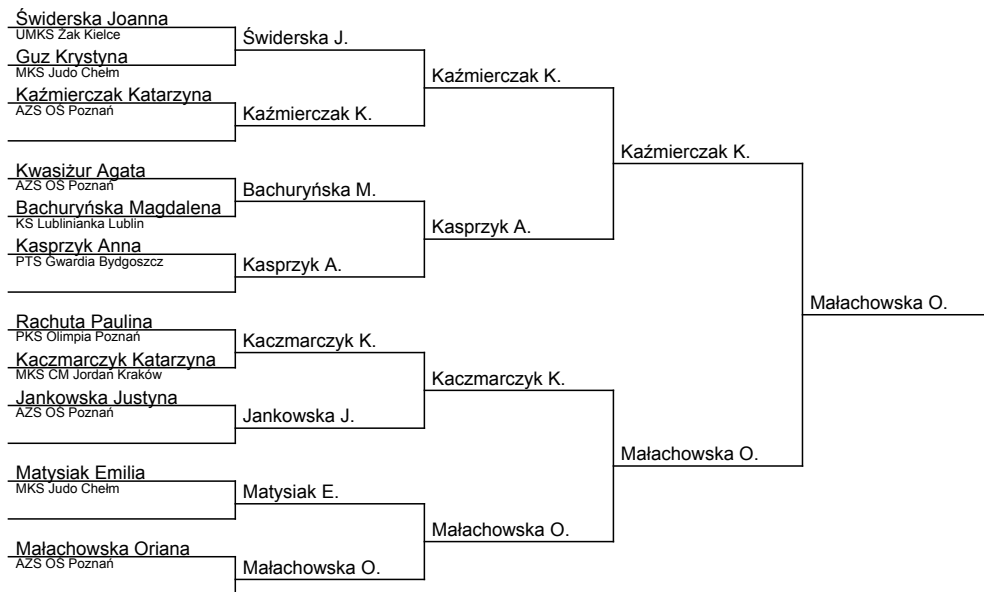 Świderska Joanna
UMKS Żak Kielce
Świderska J.
Guz Krystyna
MKS Judo Chełm
Kaźmierczak K.
Kaźmierczak Katarzyna
AZS OŚ Poznań
Kaźmierczak K.
Kaźmierczak K.
Kwasiżur Agata
AZS OŚ Poznań
Bachuryńska M.
Bachuryńska Magdalena
KS Lublinianka Lublin
Kasprzyk A.
Kasprzyk Anna
PTS Gwardia Bydgoszcz
Kasprzyk A.
Małachowska O.
Rachuta Paulina
PKS Olimpia Poznań
Kaczmarczyk K.
Kaczmarczyk Katarzyna
MKS CM Jordan Kraków
Kaczmarczyk K.
Jankowska Justyna
AZS OŚ Poznań
Jankowska J.
Małachowska O.
Matysiak Emilia
MKS Judo Chełm
Matysiak E.
Małachowska O.
Małachowska Oriana
AZS OŚ Poznań
Małachowska O.